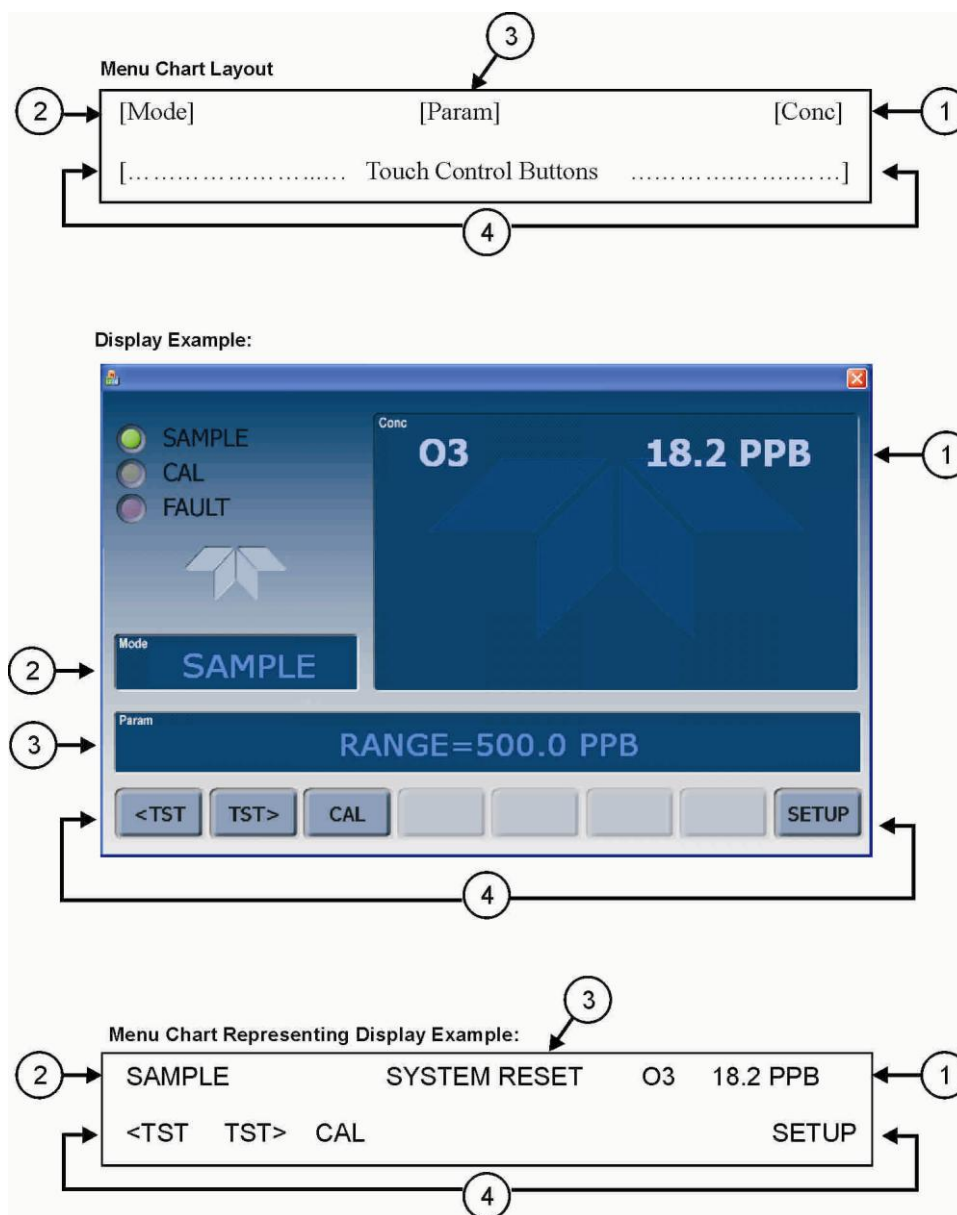 3
Menu Chart Layout
2 [Mode] [Param] [Conc] 1
[……………………...…. Touch Control Buttons ………….………….……]
4
Display Example:
Conc
SAMPLE O3 18.2 PPB 1
CAL
FAULT
Mode
2 SAMPLE
Param
3 RANGE=500.0 PPB
<TST TST> CAL SETUP
4
3
Menu Chart Representing Display Example:
2 SAMPLE SYSTEM RESET O3 18.2 PPB 1
<TST TST> CAL SETUP
4